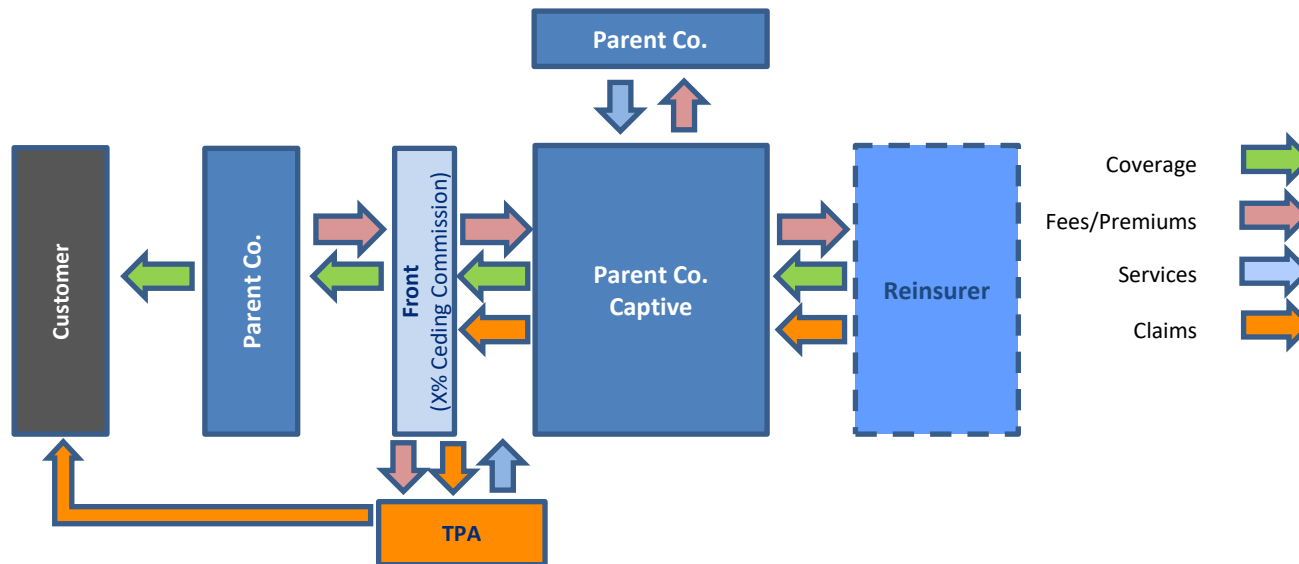 Parent Co.
Customer
Parent Co.
Front
(X% Ceding Commission)
Parent Co.
Captive
Reinsurer
TPA
Coverage
Fees/Premiums
Services
Claims